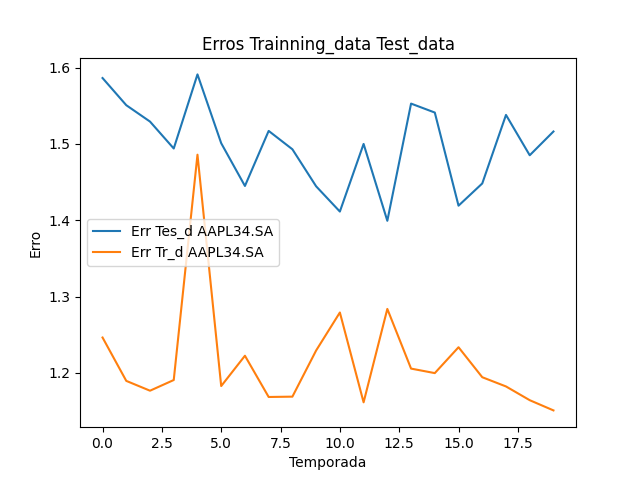 Erros Trainning_data Test_data
1.6
1.5
1.4
1.3
1.2
Erro
Err Tes_d AAPL34.SA
Err Tr_d AAPL34.SA
0.0 2.5 5.0 7.5 10.0 12.5 15.0 17.5
Temporada